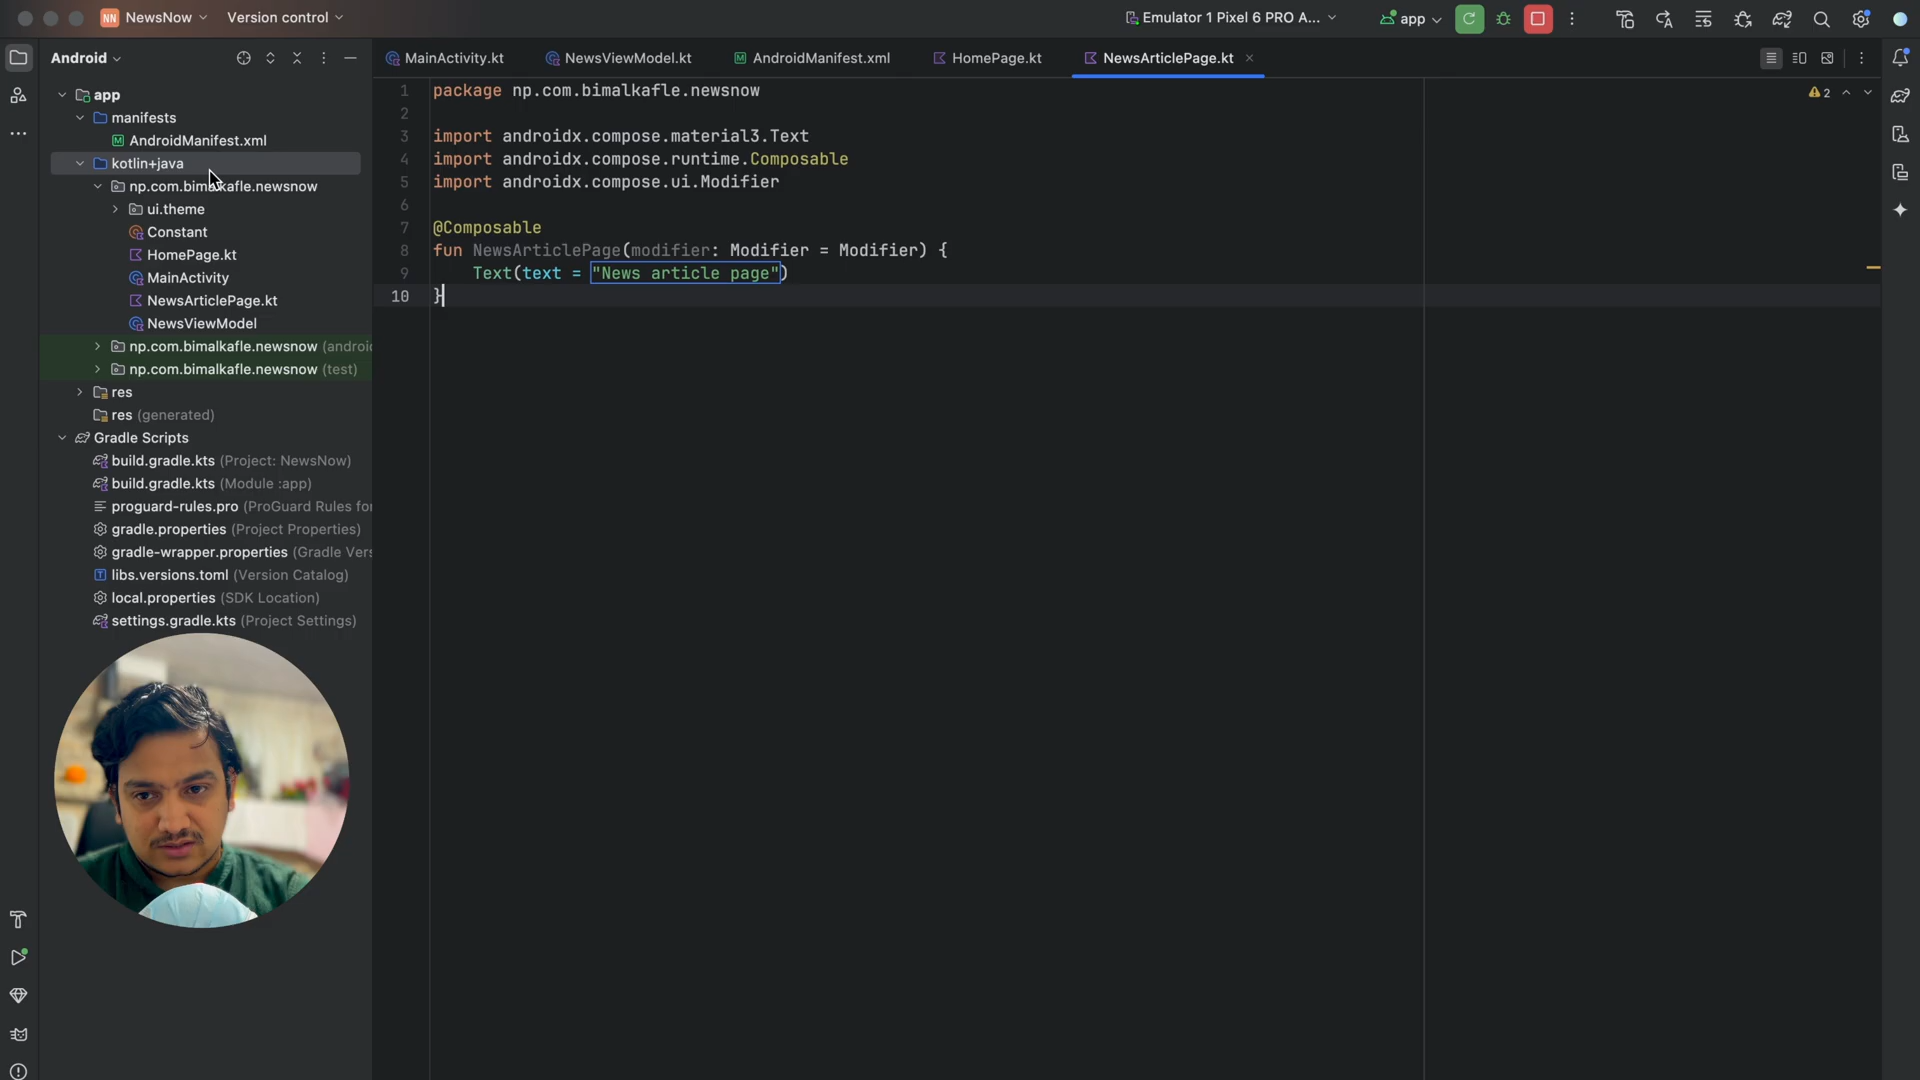 NN NewsNow Version control
Emulator 1 Pixel 6 PRO A... app
Android
MainActivity.kt NewsViewModel.kt AndroidManifest.xml HomePage.kt NewsArticlePage.kt
app
manifests
AndroidManifest.xml
kotlin+java
np.com.bimalkafle.newsnow
ui.theme
Constant
HomePage.kt
MainActivity
NewsArticlePage.kt
NewsViewModel
np.com.bimalkafle.newsnow (androi
np.com.bimalkafle.newsnow (test)
res
res (generated)
Gradle Scripts
build.gradle.kts (Project: NewsNow)
build.gradle.kts (Module :app)
proguard-rules.pro (ProGuard Rules for
gradle.properties (Project Properties)
gradle-wrapper.properties (Gradle Vers
libs.versions.toml (Version Catalog)
local.properties (SDK Location)
settings.gradle.kts (Project Settings)
1 package np.com.bimalkafle.newsnow
2
3 import androidx.compose.material3.Text
4 import androidx.compose.runtime.Composable
5 import androidx.compose.ui.Modifier
6
7 @Composable
8 fun NewsArticlePage(modifier: Modifier = Modifier) {
9 Text(text = "News article page")
10 }
2